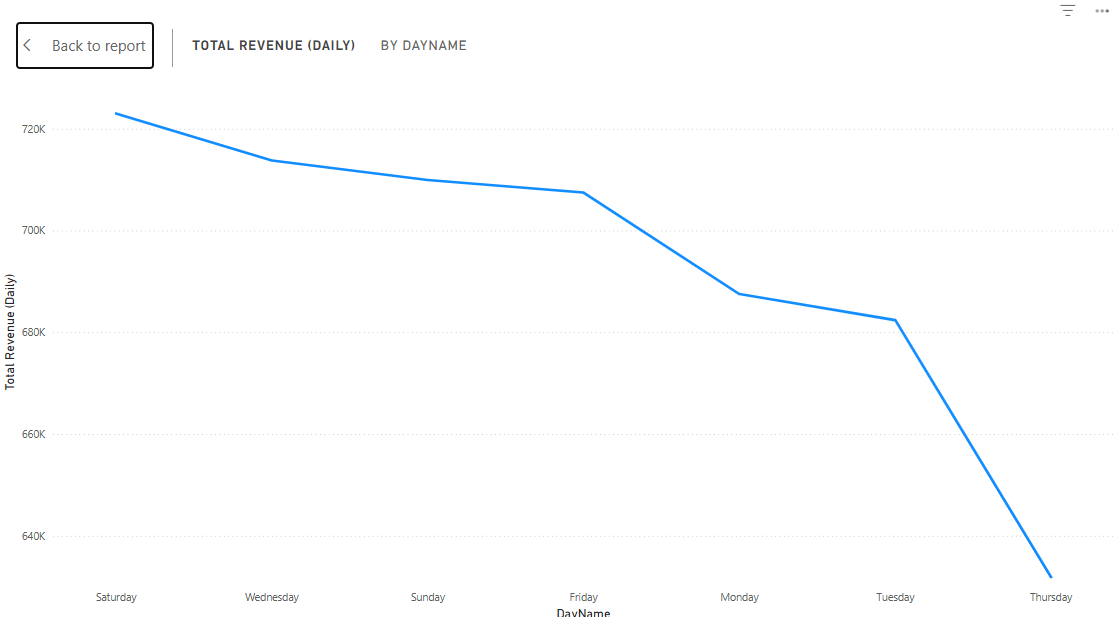 Back to report
TOTAL REVENUE (DAILY) BY DAYNAME
720K
700K
680K
660K
640K
Total Revenue (Daily)
Saturday Wednesday Sunday Friday Monday Tuesday Thursday
DayName